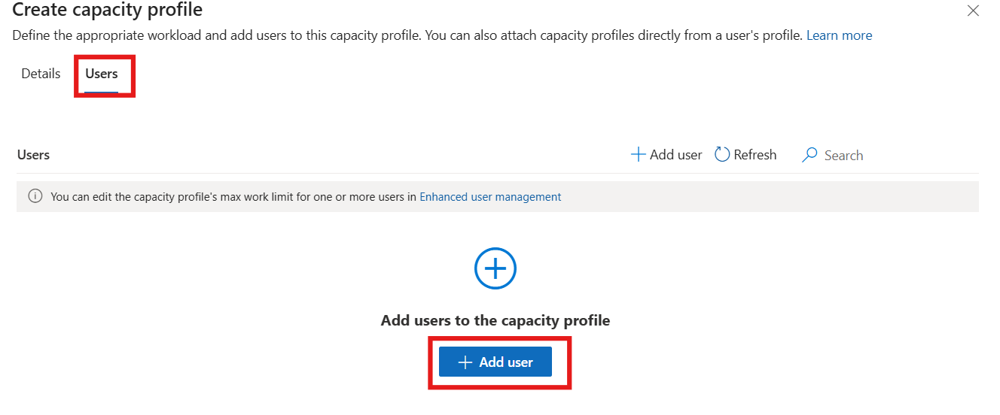 Create capacity profile
Define the appropriate workload and add users to this capacity profile. You can also attach capacity profiles directly from a user's profile. Learn more
Details Users
Users Add user Refresh Search
You can edit the capacity profile's max work limit for one or more users in Enhanced user management
Add users to the capacity profile
Add user